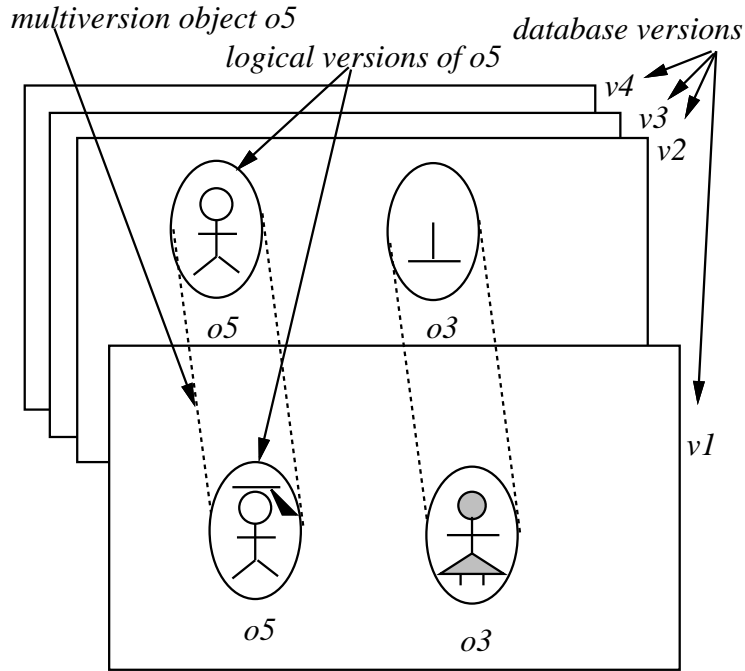 multiversion object o5
database versions
logical versions of o5
v4
v3
v2
o5
o3
v1
o5
o3